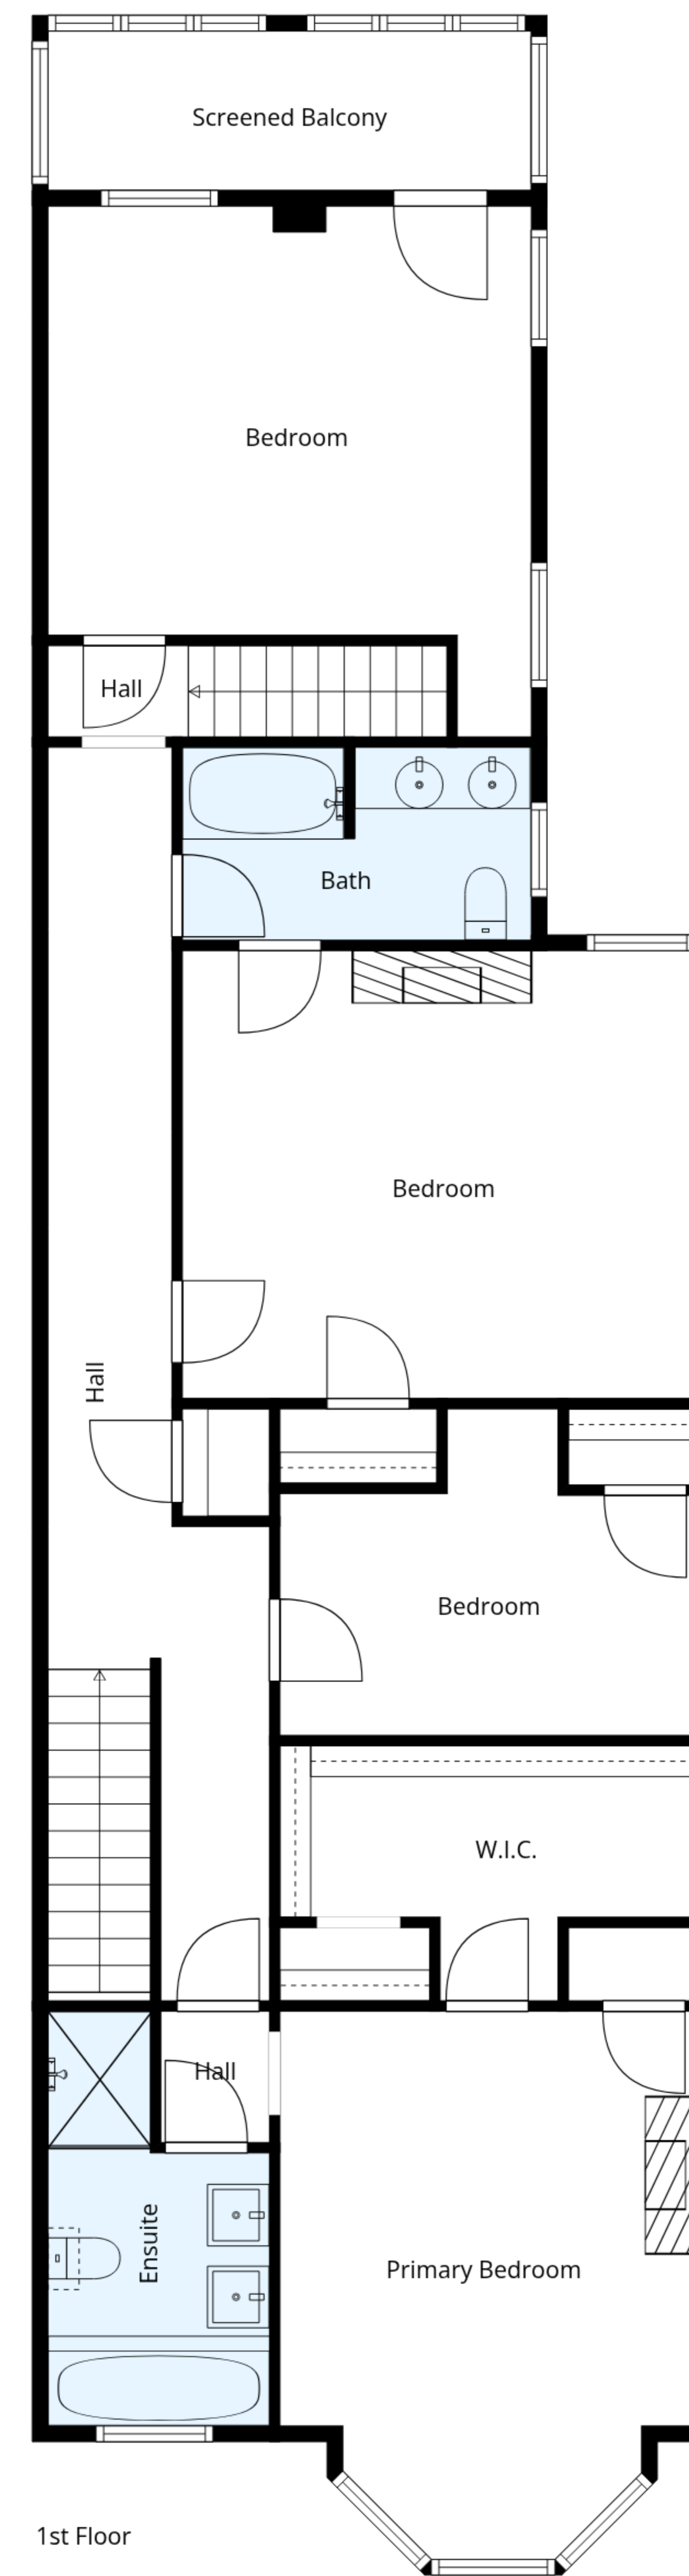 Screened Balcony
Bedroom
Hall
Bath
Bedroom
Hall
Bedroom
W.I.C.
Hall
Ensuite
Primary Bedroom
1st Floor